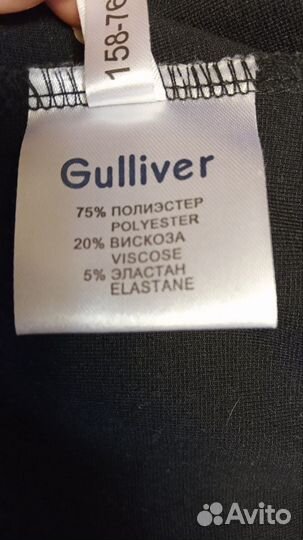 158-76
Gulliver
75% ПОЛИЭСТЕР
POLYESTER
20% ВИСКОЗА
VISCOSE
5% ЭЛАСТАН
ELASTANE
Avito